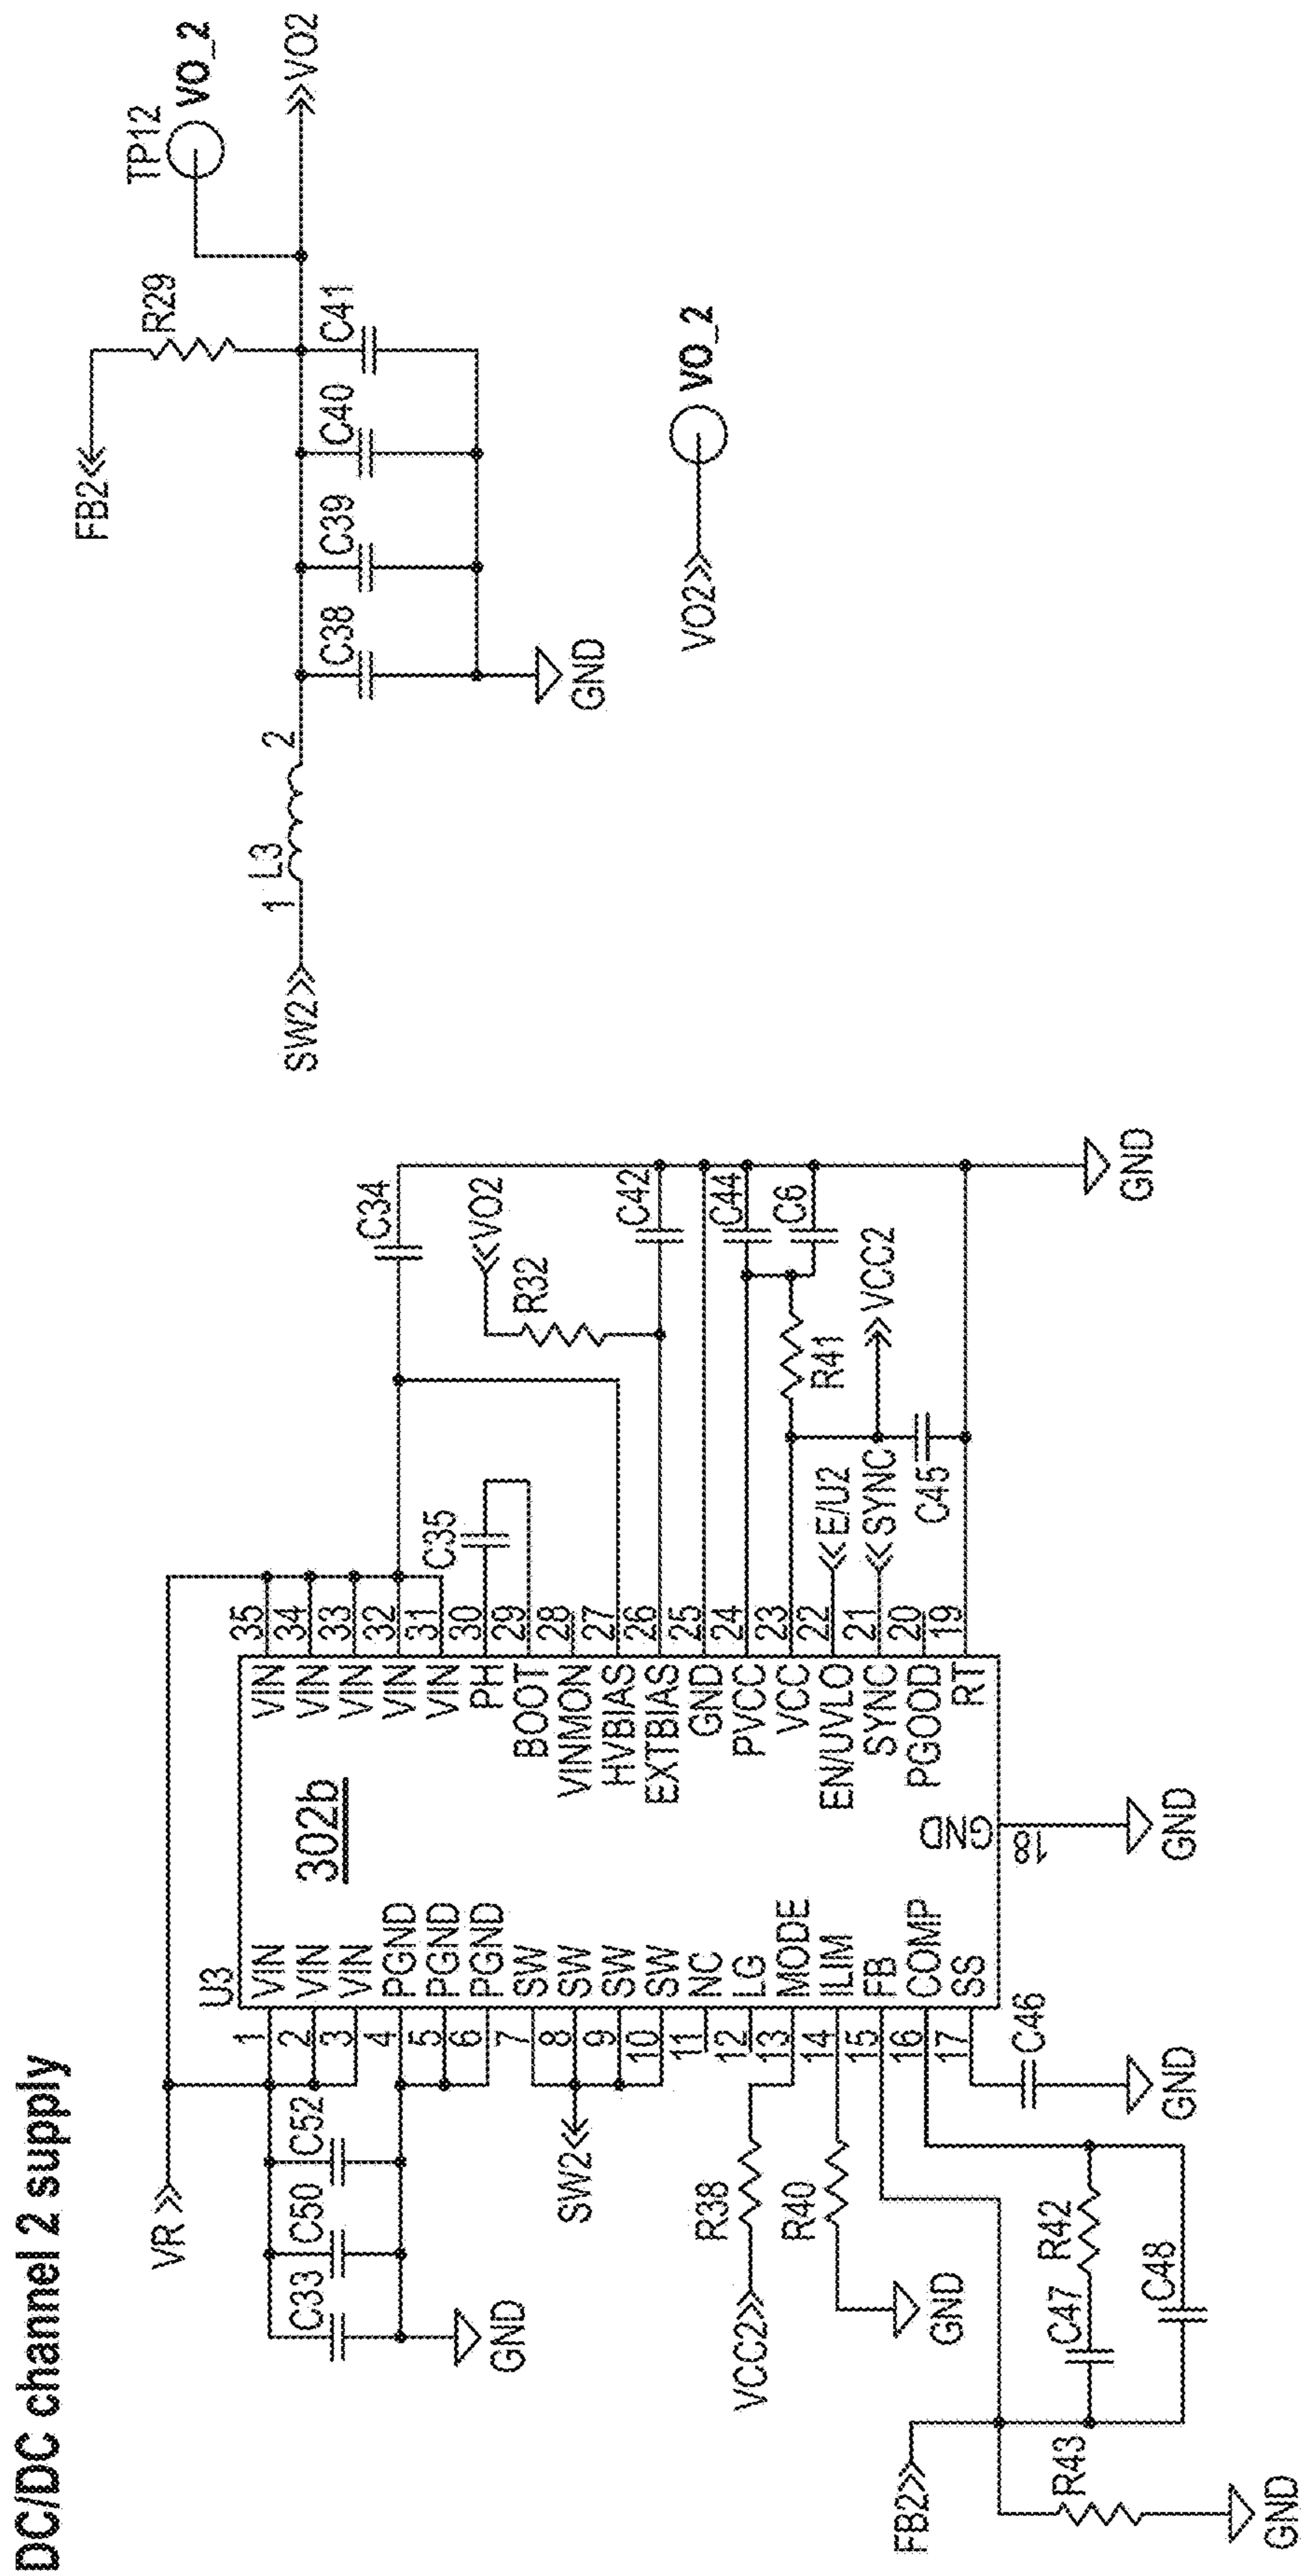 DC/DC channel 2 supply
VR
U3
302b
C33
C50
C52
GND
1 VIN
2 VIN
3 VIN
4 PGND
5 PGND
6 PGND
7 SW
8 SW
9 SW
10 SW
11 NC
12 LG
13 MODE
14 ILIM
15 FB
16 COMP
17 SS
GND 18
GND
VIN 35
VIN 34
VIN 33
VIN 32
VIN 31
PH 30
BOOT 29
VINMON 28
HVBIAS 27
EXTBIAS 26
GND 25
PVCC 24
VCC 23
EN/UVLO 22
SYNC 21
PGOOD 20
RT 19
SW2
VCC2
R38
R40
GND
FB2
R43
GND
C47
R42
C48
C46
GND
C35
C34
VO2
R32
C42
C44
C6
R41
E/U2
SYNC
VCC2
C45
GND
SW2
1 L3 2
C38
C39
C40
C41
GND
FB2
R29
TP12
VO_2
VO2
VO2
VO_2